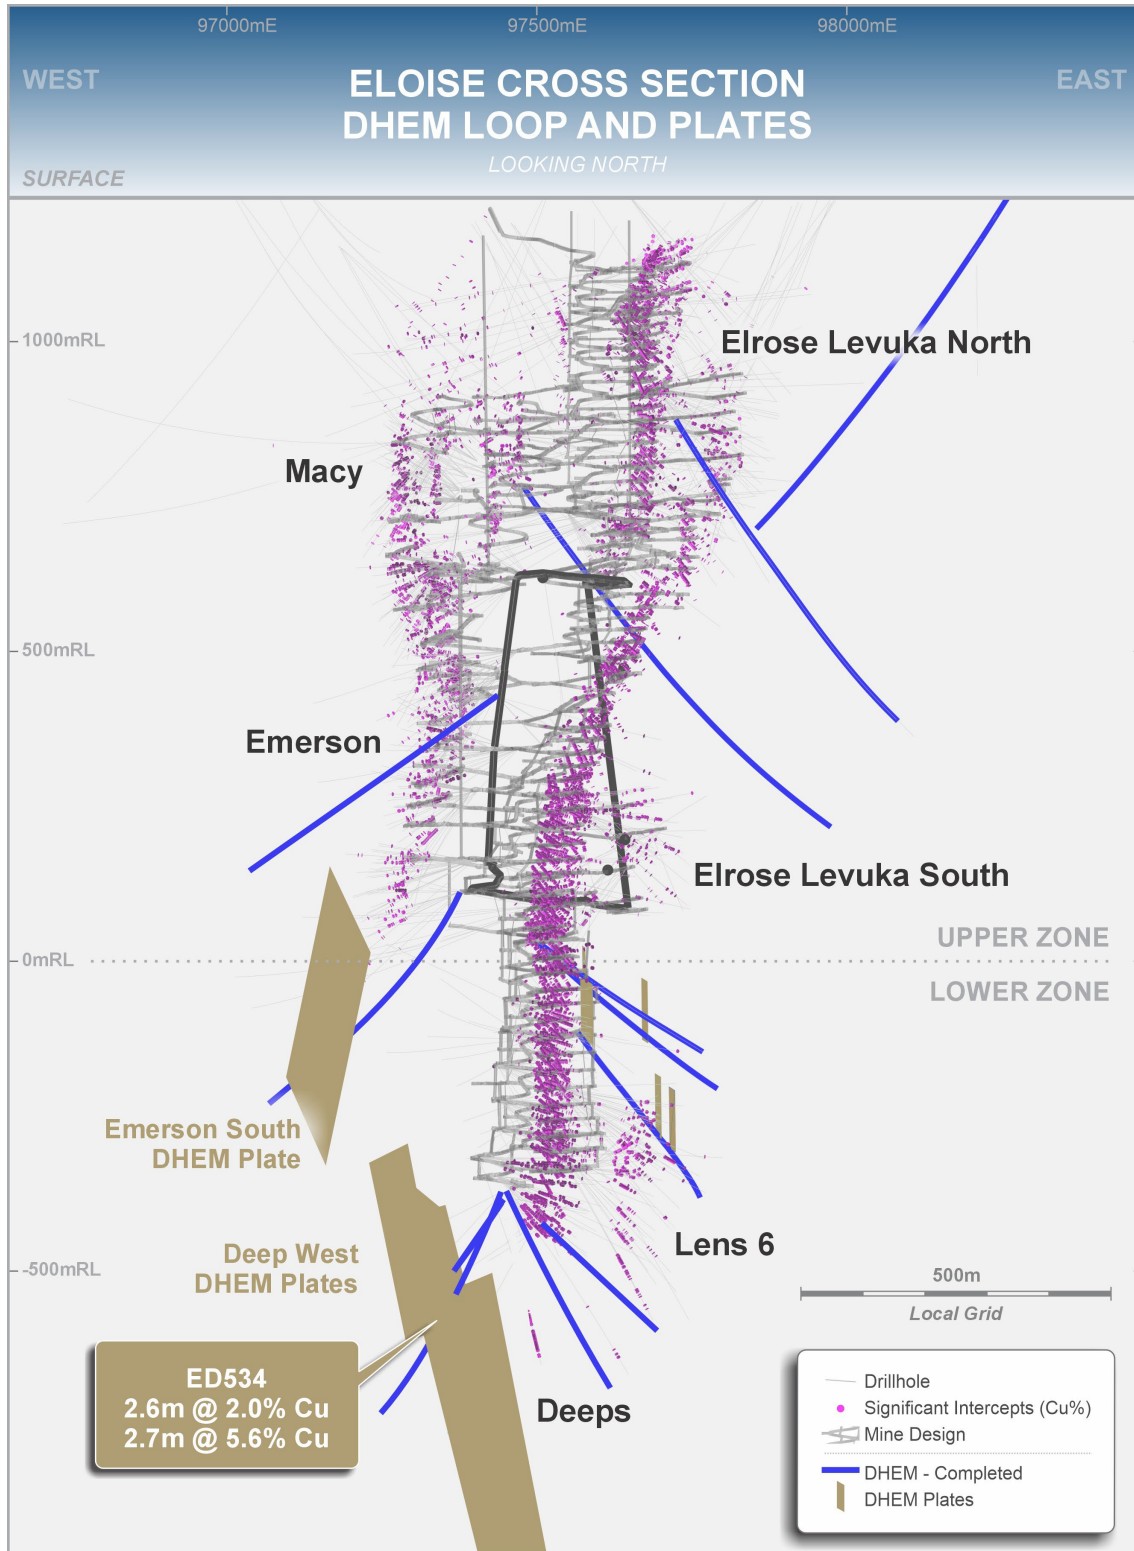 97000mE
97500mE
98000mE
WEST
ELOISE CROSS SECTION
EAST
DHEM LOOP AND PLATES
LOOKING NORTH
SURFACE
1000mRL
Elrose Levuka North
Macy
500mRL
Emerson
Elrose Levuka South
UPPER ZONE
0mRL
LOWER ZONE
Emerson South
DHEM Plate
Lens 6
Deep West
DHEM Plates
-500mRL
500m
Local Grid
ED534
2.6m @ 2.0% Cu
2.7m @ 5.6% Cu
Deeps
Drillhole
Significant Intercepts (Cu%)
Mine Design
DHEM - Completed
DHEM Plates